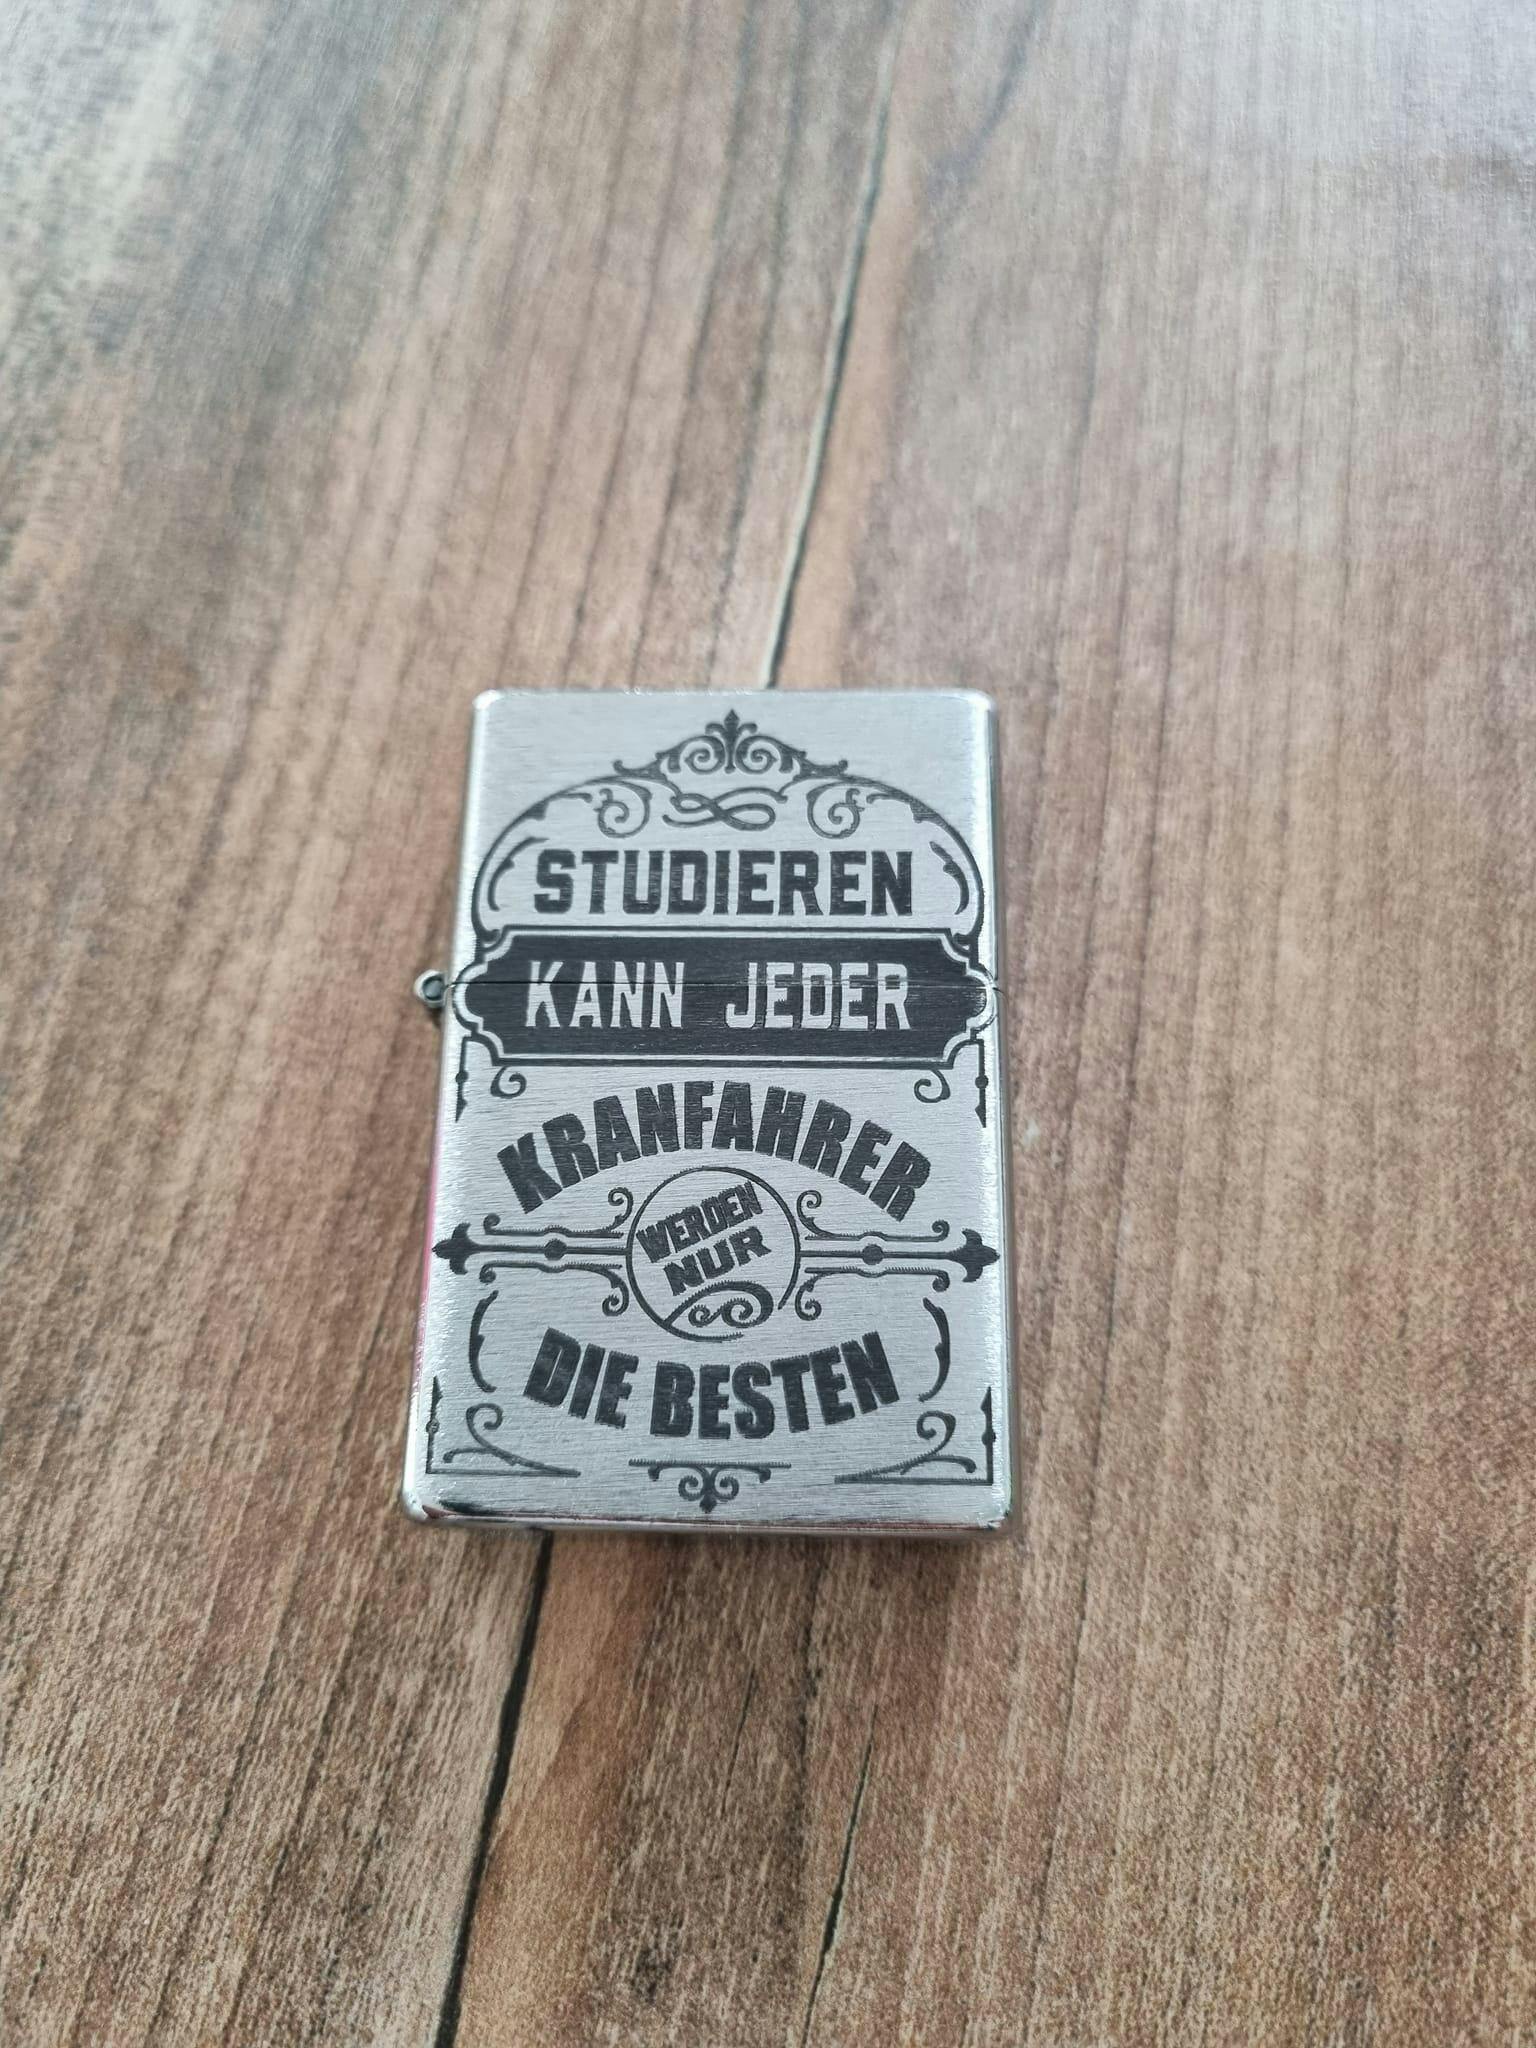 STUDIEREN
KANN JEDER
KRANFAHRER
WERDEN
NUR
DIE BESTEN